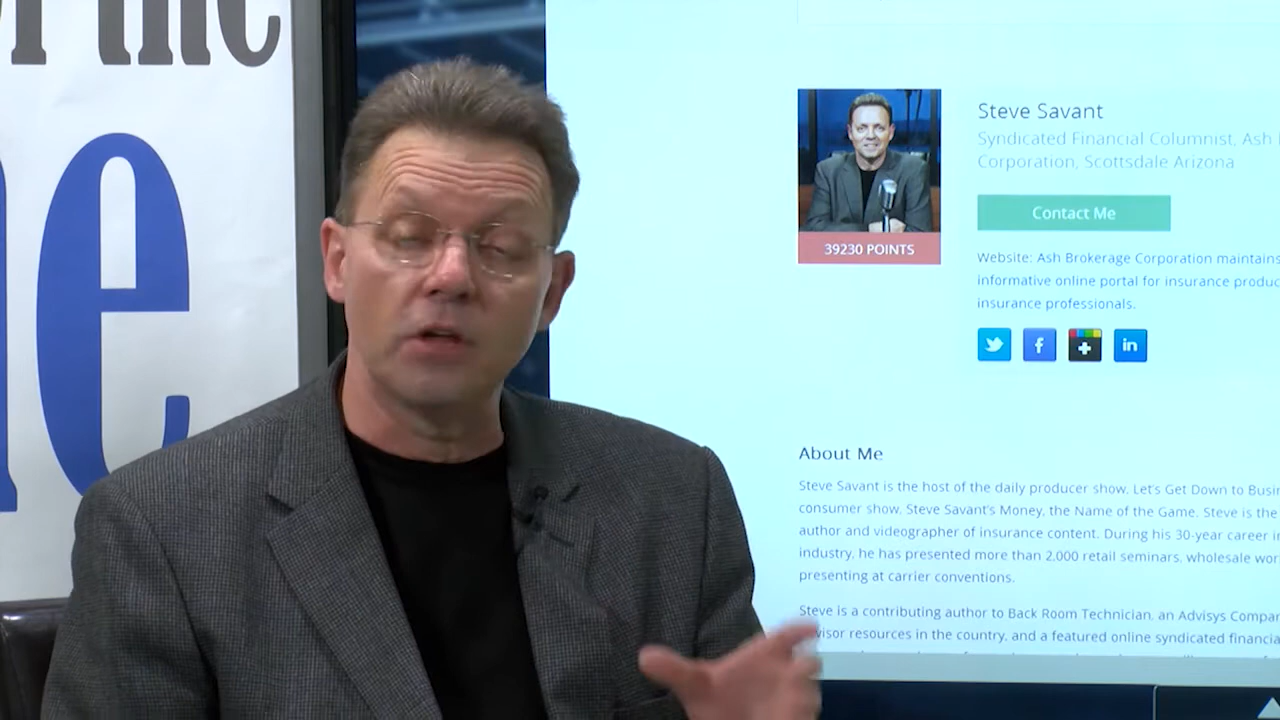 of the
Steve Savant
Syndicated Financial Columnist, Ash
Corporation, Scottsdale Arizona
Contact Me
39230 POINTS
Website: Ash Brokerage Corporation maintains
informative online portal for insurance produc
insurance professionals.
f
in
About Me
Steve Savant is the host of the daily producer show, Let's Get Down to Busi
consumer show, Steve Savant's Money, the Name of the Game. Steve is the
author and videographer of insurance content. During his 30-year career i
industry, he has presented more than 2,000 retail seminars, wholesale wor
presenting at carrier conventions.
Steve is a contributing author to Back Room Technician, an Advisys Compa
visor resources in the country, and a featured online syndicated financia